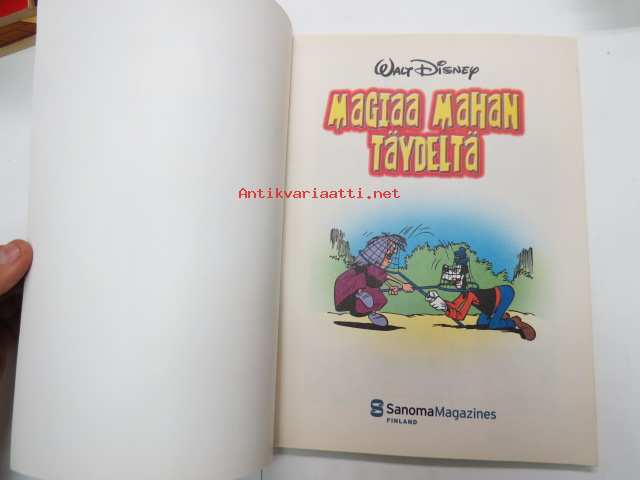 Walt Disney
MAGIAA MAHAN
TÄYDELTÄ
Antikvariaatti.net
SanomaMagazines
FINLAND